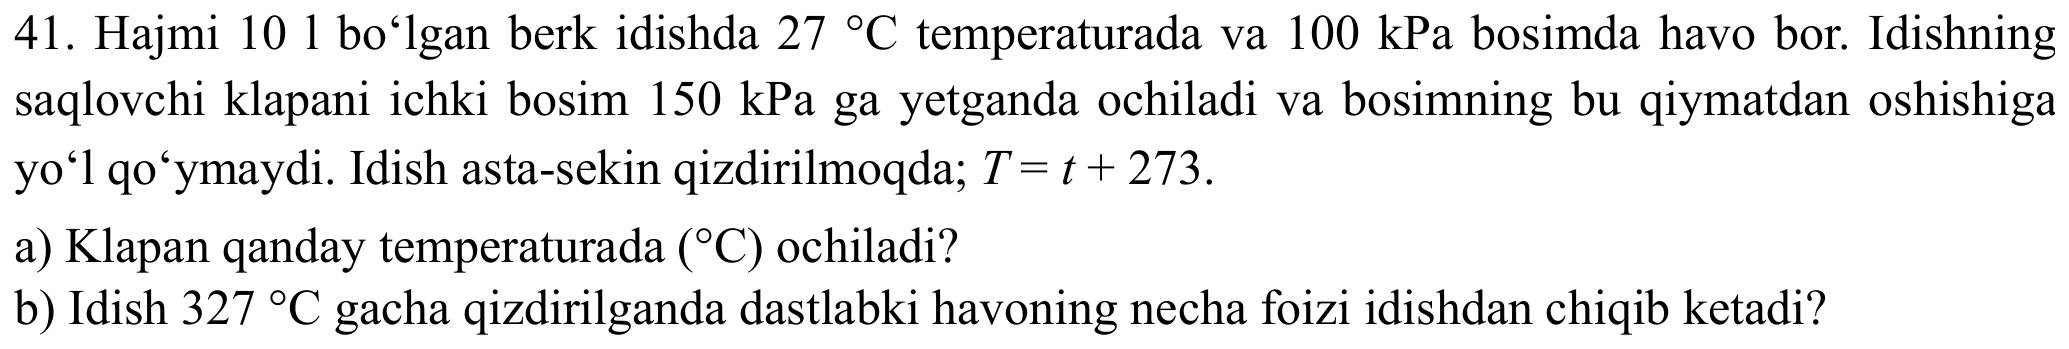 41. Hajmi 10 l bo‘lgan berk idishda 27 °C temperaturada va 100 kPa bosimda havo bor. Idishning
saqlovchi klapani ichki bosim 150 kPa ga yetganda ochiladi va bosimning bu qiymatdan oshishiga
yo‘l qo‘ymaydi. Idish asta-sekin qizdirilmoqda; T = t + 273.
a) Klapan qanday temperaturada (°C) ochiladi?
b) Idish 327 °C gacha qizdirilganda dastlabki havoning necha foizi idishdan chiqib ketadi?